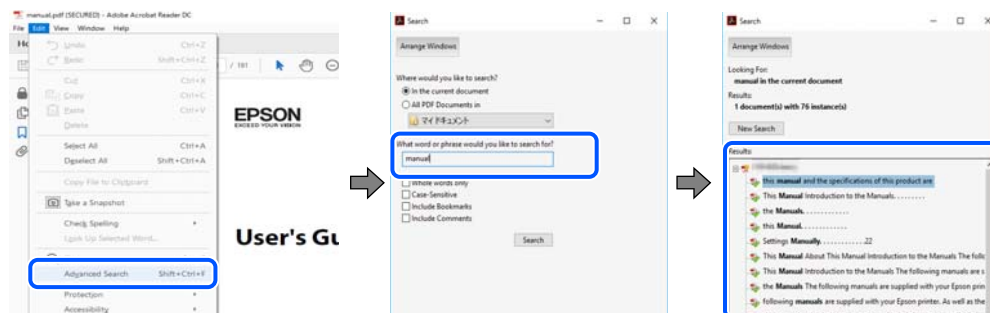 manual.pdf (SECURED) - Adobe Acrobat Reader DC
File Edit View Window Help
Undo Ctrl+Z
Redo Shift+Ctrl+Z
Cut Ctrl+X
Copy Ctrl+C
Paste Ctrl+V
Delete
Select All Ctrl+A
Deselect All Shift+Ctrl+A
Copy File to Clipboard
Take a Snapshot
Check Spelling
Look Up Selected Word...
Advanced Search Shift+Ctrl+F
Protection
Accessibility
/ 191
EPSON
EXCEED YOUR VISION
User's Gu
Search
Arrange Windows
Where would you like to search?
In the current document
All PDF Documents in
マイ ドキュメント
What word or phrase would you like to search for?
manual
Whole words only
Case-Sensitive
Include Bookmarks
Include Comments
Search
Search
Arrange Windows
Looking For:
manual in the current document
Results:
1 document(s) with 76 instance(s)
New Search
Results:
this manual and the specifications of this product are
This Manual Introduction to the Manuals. . . . . . . . .
the Manuals. . . . . . . . . . . . .
this Manual. . . . . . . . . . . . .
Settings Manually. . . . . . . . . . . . .22
This Manual About This Manual Introduction to the Manuals The follo
This Manual Introduction to the Manuals The following manuals are s
the Manuals The following manuals are supplied with your Epson prin
following manuals are supplied with your Epson printer. As well as the